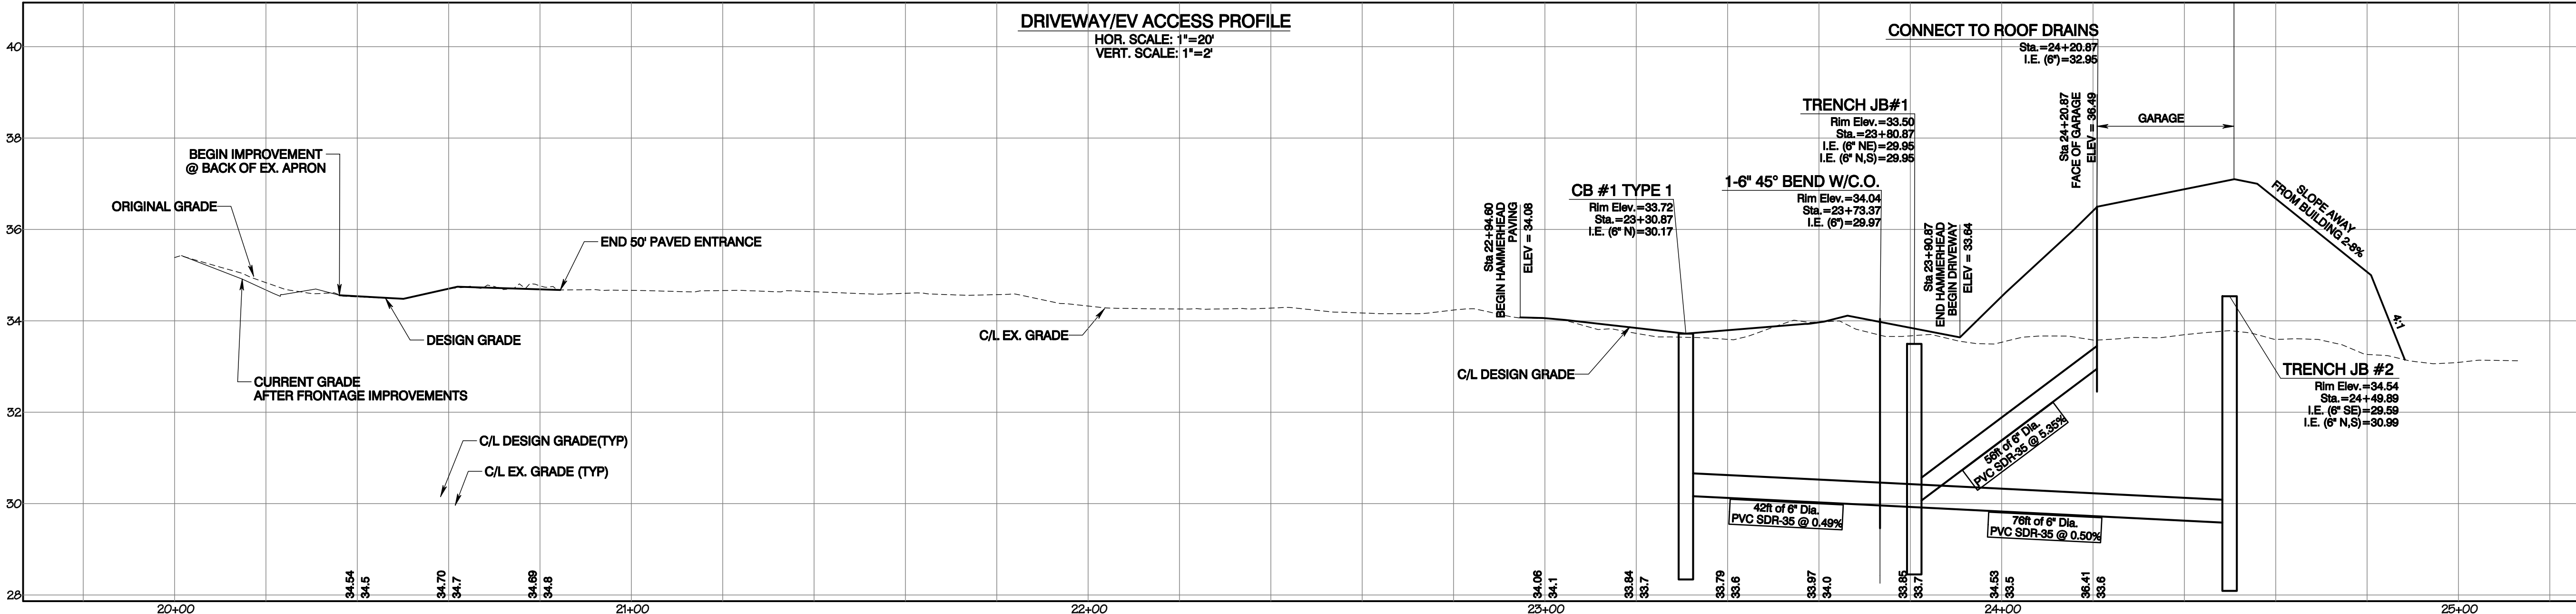 DRIVEWAY/EV ACCESS PROFILE
HOR. SCALE: 1"=20'
VERT. SCALE: 1"=2'
40
38
36
34
32
30
28
BEGIN IMPROVEMENT
@ BACK OF EX. APRON
ORIGINAL GRADE
END 50' PAVED ENTRANCE
DESIGN GRADE
CURRENT GRADE
AFTER FRONTAGE IMPROVEMENTS
C/L DESIGN GRADE(TYP)
C/L EX. GRADE (TYP)
C/L EX. GRADE
C/L DESIGN GRADE
Sta 22+94.60
BEGIN HAMMERHEAD
PAVING
ELEV = 34.08
CB #1 TYPE 1
Rim Elev.=33.72
Sta.=23+30.87
I.E. (6" N)=30.17
1-6" 45° BEND W/C.O.
Rim Elev.=34.04
Sta.=23+73.37
I.E. (6")=29.97
TRENCH JB#1
Rim Elev.=33.50
Sta.=23+80.87
I.E. (6" NE)=29.95
I.E. (6" N,S)=29.95
Sta 23+90.87
END HAMMERHEAD
BEGIN DRIVEWAY
ELEV = 33.64
CONNECT TO ROOF DRAINS
Sta.=24+20.87
I.E. (6")=32.95
Sta 24+20.87
FACE OF GARAGE
ELEV = 36.49
GARAGE
SLOPE AWAY
FROM BUILDING 2-8%
4:1
TRENCH JB #2
Rim Elev.=34.54
Sta.=24+49.89
I.E. (6" SE)=29.59
I.E. (6" N,S)=30.99
56ft of 6" Dia.
PVC SDR-35 @ 5.35%
42ft of 6" Dia.
PVC SDR-35 @ 0.49%
76ft of 6" Dia.
PVC SDR-35 @ 0.50%
34.54
34.5
34.70
34.7
34.69
34.8
34.06
34.1
33.84
33.7
33.79
33.6
33.97
34.0
33.85
33.7
34.53
33.5
36.41
33.6
20+00
21+00
22+00
23+00
24+00
25+00